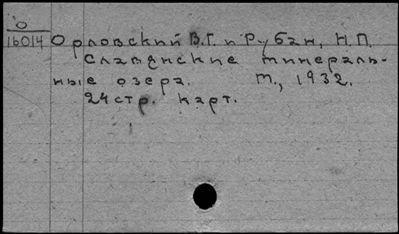 О
16014
Орловский В.Г. и Рубан, Н.П.
Славянские минераль-
ные озера. М., 1932.
24 стр. карт.